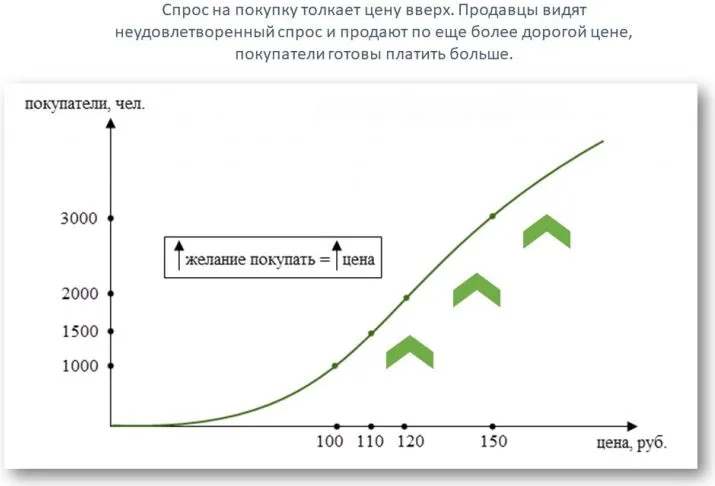 Спрос на покупку толкает цену вверх. Продавцы видят
неудовлетворенный спрос и продают по еще более дорогой цене,
покупатели готовы платить больше.
покупатели, чел.
3000
желание покупать = цена
2000
1500
1000
100 110 120 150
цена, руб.